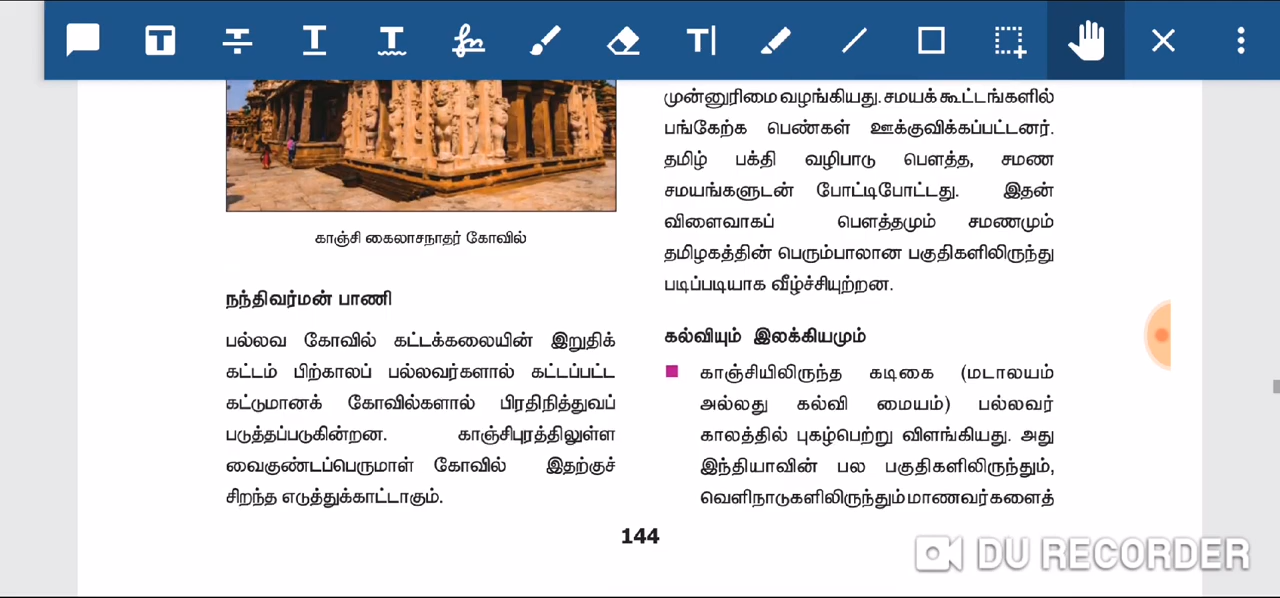 காஞ்சி கைலாசநாதர் கோவில்
நந்திவர்மன் பாணி
பல்லவ கோவில் கட்டக்கலையின் இறுதிக்
கட்டம் பிற்காலப் பல்லவர்களால் கட்டப்பட்ட
கட்டுமானக் கோவில்களால் பிரதிநித்துவப்
படுத்தப்படுகின்றன. காஞ்சிபுரத்திலுள்ள
வைகுண்டப்பெருமாள் கோவில் இதற்குச்
சிறந்த எடுத்துக்காட்டாகும்.
முன்னுரிமை வழங்கியது. சமயக் கூட்டங்களில்
பங்கேற்க பெண்கள் ஊக்குவிக்கப்பட்டனர்.
தமிழ் பக்தி வழிபாடு பௌத்த, சமண
சமயங்களுடன் போட்டிபோட்டது. இதன்
விளைவாகப் பௌத்தமும் சமணமும்
தமிழகத்தின் பெரும்பாலான பகுதிகளிலிருந்து
படிப்படியாக வீழ்ச்சியுற்றன.
கல்வியும் இலக்கியமும்
காஞ்சியிலிருந்த கடிகை (மடாலயம்
அல்லது கல்வி மையம்) பல்லவர்
காலத்தில் புகழ்பெற்று விளங்கியது. அது
இந்தியாவின் பல பகுதிகளிலிருந்தும்,
வெளிநாடுகளிலிருந்தும் மாணவர்களைத்
144
DU RECORDER